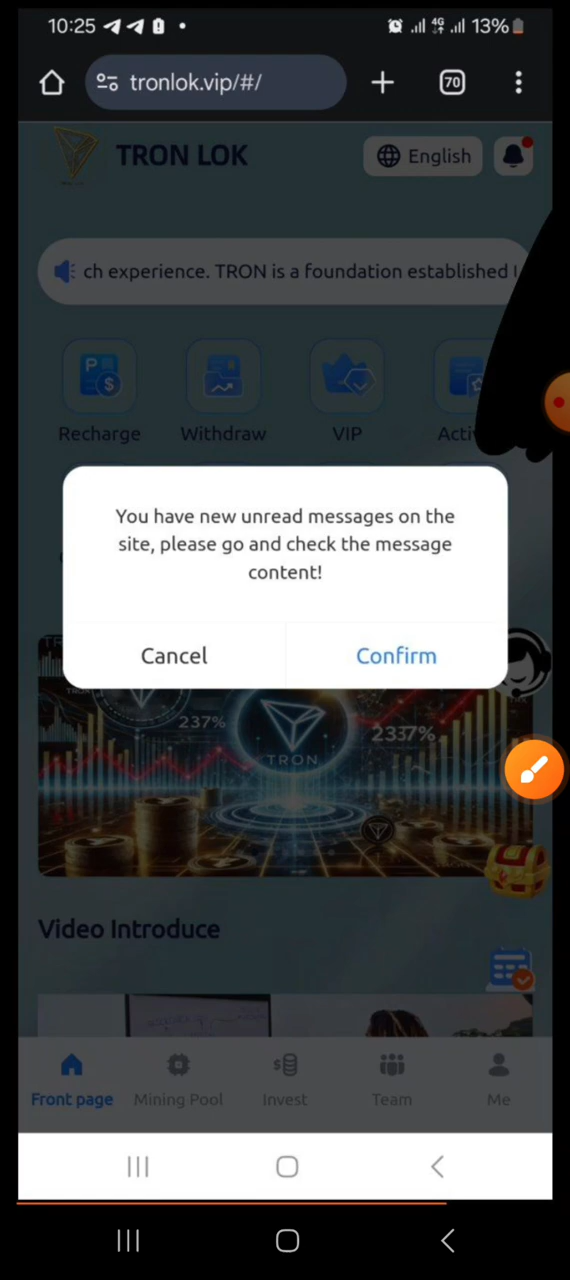 10:25
4G
13%
tronlok.vip/#/
70
TRON LOK
English
ch experience. TRON is a foundation established
Recharge
Withdraw
VIP
Activ
You have new unread messages on the
site, please go and check the message
content!
Cancel
Confirm
237%
2337%
TRON
Video Introduce
Front page
Mining Pool
Invest
Team
Me